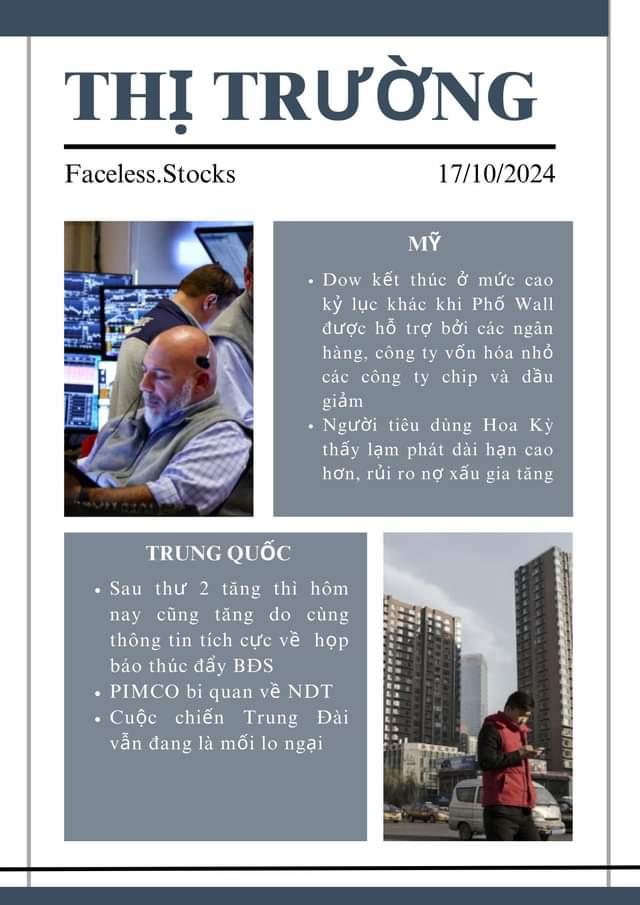 THỊ TRƯỜNG
Faceless.Stocks
17/10/2024
MỸ
• Dow kết thúc ở mức cao
kỷ lục khác khi Phố Wall
được hỗ trợ bởi các ngân
hàng, công ty vốn hóa nhỏ
các công ty chip và dầu
giảm
• Người tiêu dùng Hoa Kỳ
thấy lạm phát dài hạn cao
hơn, rủi ro nợ xấu gia tăng
TRUNG QUỐC
• Sau thư 2 tăng thì hôm
nay cũng tăng do cùng
thông tin tích cực về họp
báo thúc đẩy BĐS
• PIMCO bi quan về NDT
• Cuộc chiến Trung Đài
vẫn đang là mối lo ngại